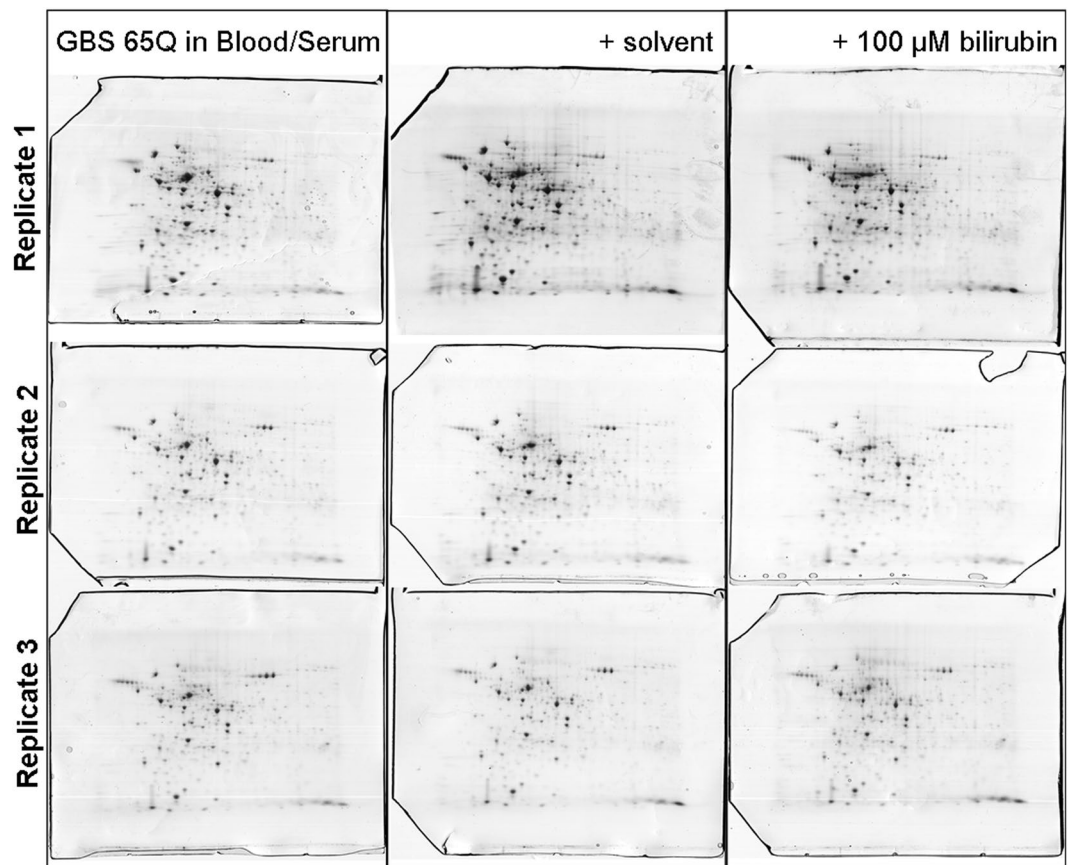 GBS 65Q in Blood/Serum
+ solvent
+ 100 µM bilirubin
Replicate 1
Replicate 2
Replicate 3